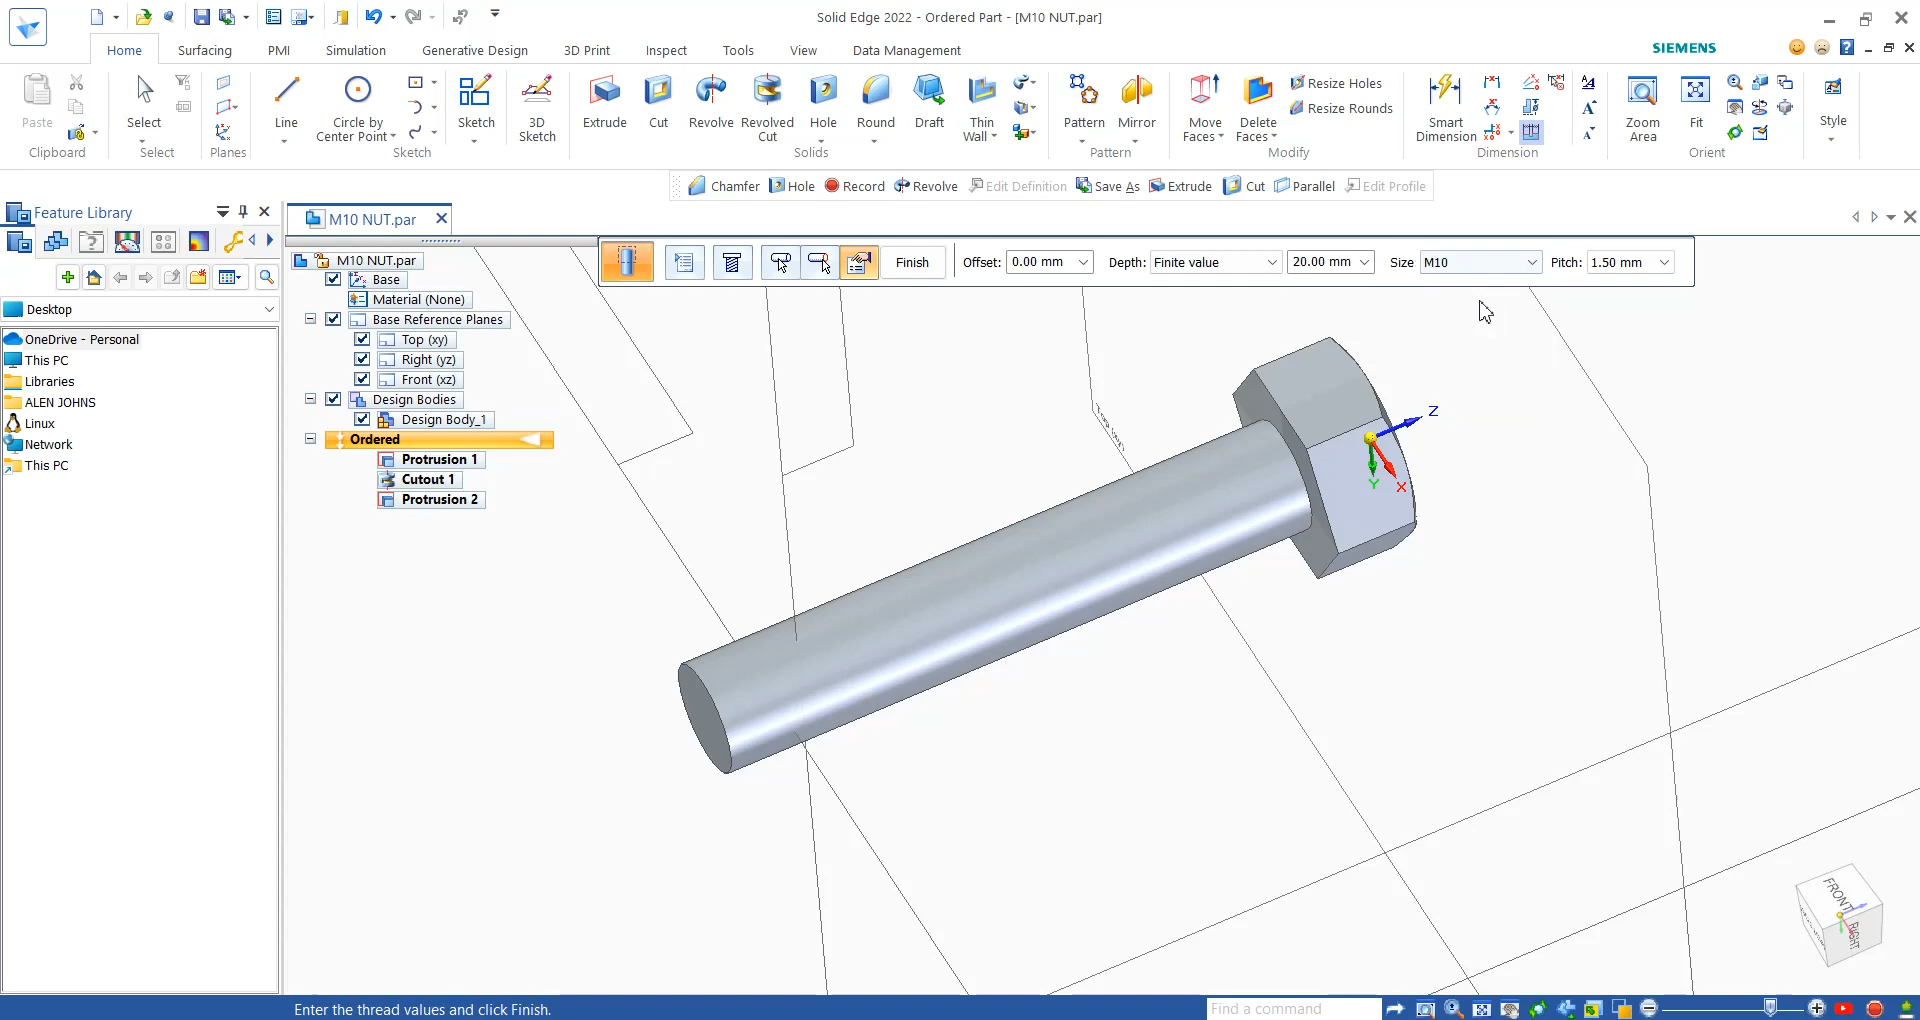 Solid Edge 2022 - Ordered Part - [M10 NUT.par]
Home
Surfacing
PMI
Simulation
Generative Design
3D Print
Inspect
Tools
View
Data Management
SIEMENS
Paste
Clipboard
Select
Select
Planes
Line
Circle by
Center Point
Sketch
Sketch
3D
Sketch
Extrude
Cut
Revolve
Revolved
Cut
Hole
Round
Draft
Thin
Wall
Solids
Pattern
Mirror
Pattern
Move
Faces
Delete
Faces
Resize Holes
Resize Rounds
Modify
Smart
Dimension
Dimension
Zoom
Area
Fit
Orient
Style
Chamfer
Hole
Record
Revolve
Edit Definition
Save As
Extrude
Cut
Parallel
Edit Profile
Feature Library
Desktop
OneDrive - Personal
This PC
Libraries
ALEN JOHNS
Linux
Network
This PC
M10 NUT.par
Finish
Offset: 0.00 mm
Depth: Finite value
20.00 mm
Size M10
Pitch: 1.50 mm
M10 NUT.par
Base
Material (None)
Base Reference Planes
Top (xy)
Right (yz)
Front (xz)
Design Bodies
Design Body_1
Ordered
Protrusion 1
Cutout 1
Protrusion 2
Z
Y
X
FRONT
RIGHT
Enter the thread values and click Finish.
Find a command